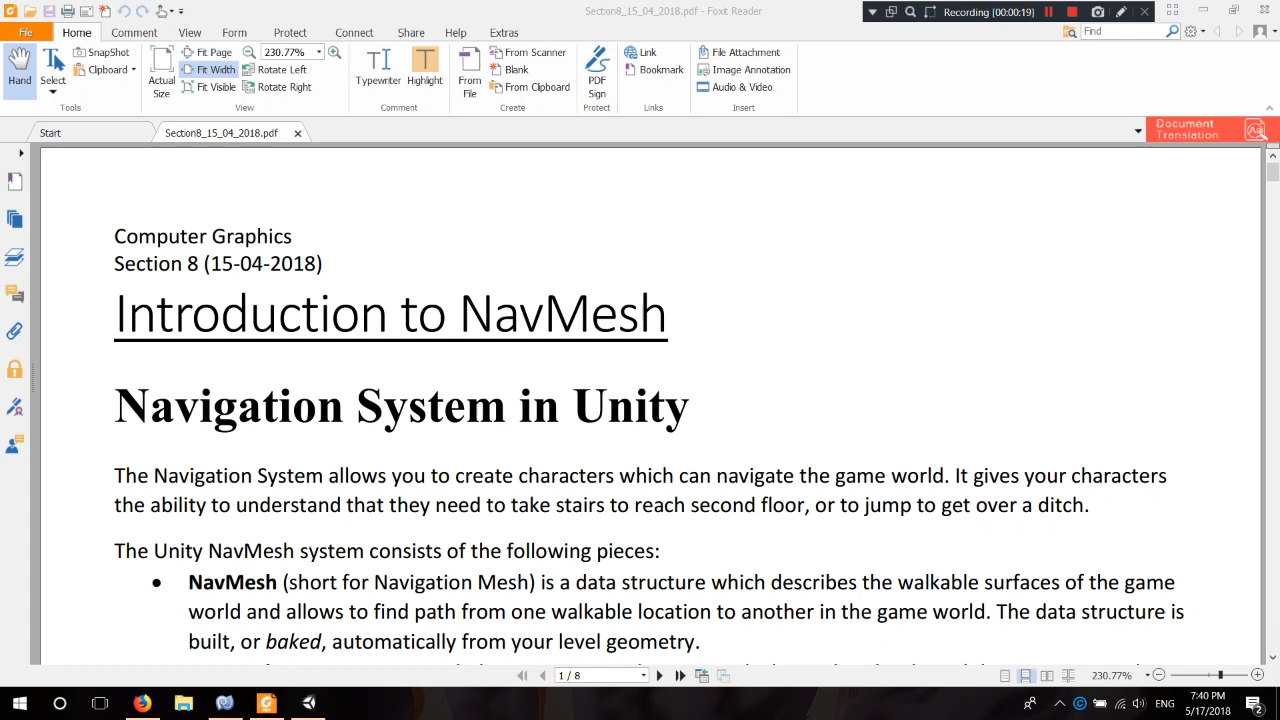 Section8_15_04_2018.pdf - Foxit Reader
Recording [00:00:19]
File Home Comment View Form Protect Connect Share Help Extras
Find
Hand
Select
SnapShot
Clipboard
Tools
Actual
Size
Fit Page
Fit Width
Fit Visible
230.77%
Rotate Left
Rotate Right
View
Typewriter
Highlight
Comment
From
File
From Scanner
Blank
From Clipboard
Create
PDF
Sign
Protect
Link
Bookmark
Links
File Attachment
Image Annotation
Audio & Video
Insert
Start
Section8_15_04_2018.pdf
Document
Translation
Computer Graphics
Section 8 (15-04-2018)
Introduction to NavMesh
Navigation System in Unity
The Navigation System allows you to create characters which can navigate the game world. It gives your characters
the ability to understand that they need to take stairs to reach second floor, or to jump to get over a ditch.
The Unity NavMesh system consists of the following pieces:
• NavMesh (short for Navigation Mesh) is a data structure which describes the walkable surfaces of the game
world and allows to find path from one walkable location to another in the game world. The data structure is
built, or baked, automatically from your level geometry.
1 / 8
230.77%
ENG
7:40 PM
5/17/2018
2